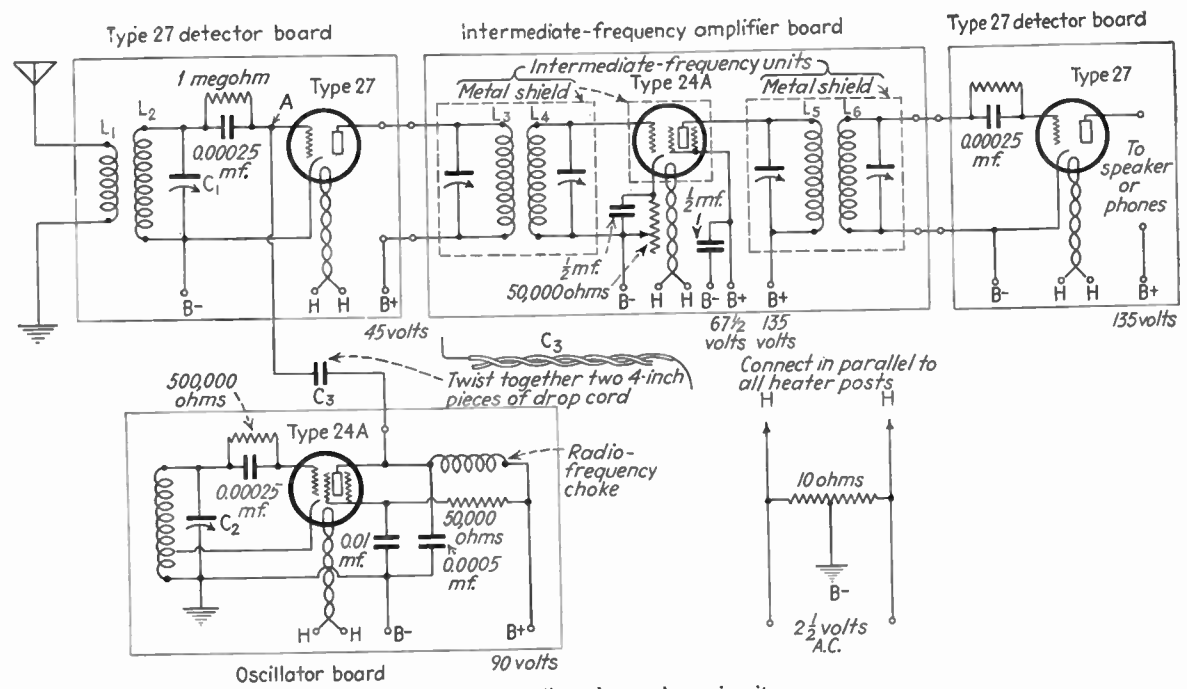 Type 27 detector board
Intermediate-frequency amplifier board
Type 27 detector board
1 megohm
A
Type 27
L1
L2
0.00025
mf.
C1
B-
H H
B+
45 volts
Intermediate-frequency units
Metal shield
Type 24A
Metal shield
L3
L4
L5
L6
½ mf.
½ mf.
50,000 ohms
B-
H H
B-
B+
B+
67½
volts
135
volts
Type 27
0.00025
mf.
To
speaker
or
phones
B-
H H
B+
135 volts
C3
C3
Twist together two 4-inch
pieces of drop cord
Connect in parallel to
all heater posts
H
H
10 ohms
B-
2½ volts
A.C.
500,000
ohms
Type 24A
0.00025
mf.
C2
Radio-
frequency
choke
50,000
ohms
0.01
mf.
0.0005
mf.
H H
B-
B+
90 volts
Oscillator board